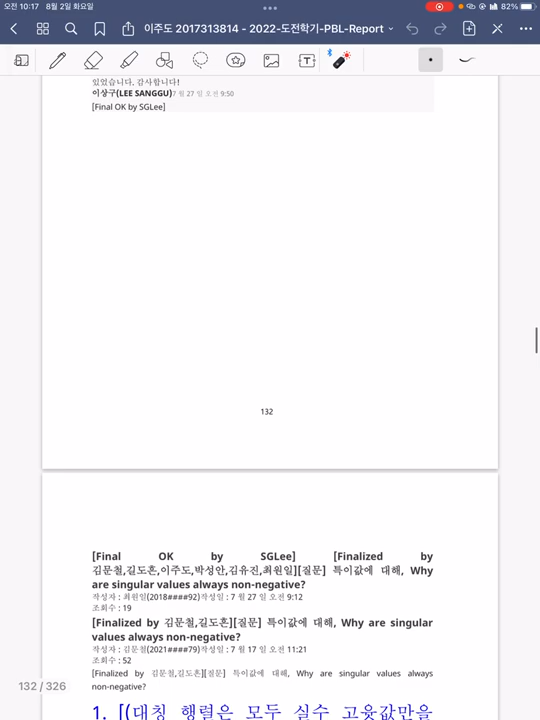 오전 10:17 8월 2일 화요일
82%
이주도 2017313814 - 2022-도전학기-PBL-Report
있었습니다. 감사합니다!
이상구(LEE SANGGU)7 월 27 일 오전 9:50
[Final OK by SGLee]
132
[Final OK by SGLee] [Finalized by
김문철,길도흔,이주도,박성안,김유진,최원일][질문] 특이값에 대해, Why
are singular values always non-negative?
작성자 : 최원일(2018####92)작성일 : 7 월 27 일 오전 9:12
조회수 : 19
[Finalized by 김문철,길도흔][질문] 특이값에 대해, Why are singular
values always non-negative?
작성자 : 김문철(2021####79)작성일 : 7 월 17 일 오전 11:21
조회수 : 52
[Finalized by 김문철,길도흔][질문] 특이값에 대해, Why are singular values always
non-negative?
132 / 326
1. [(대칭 행렬은 모두 실수 고윳값만을